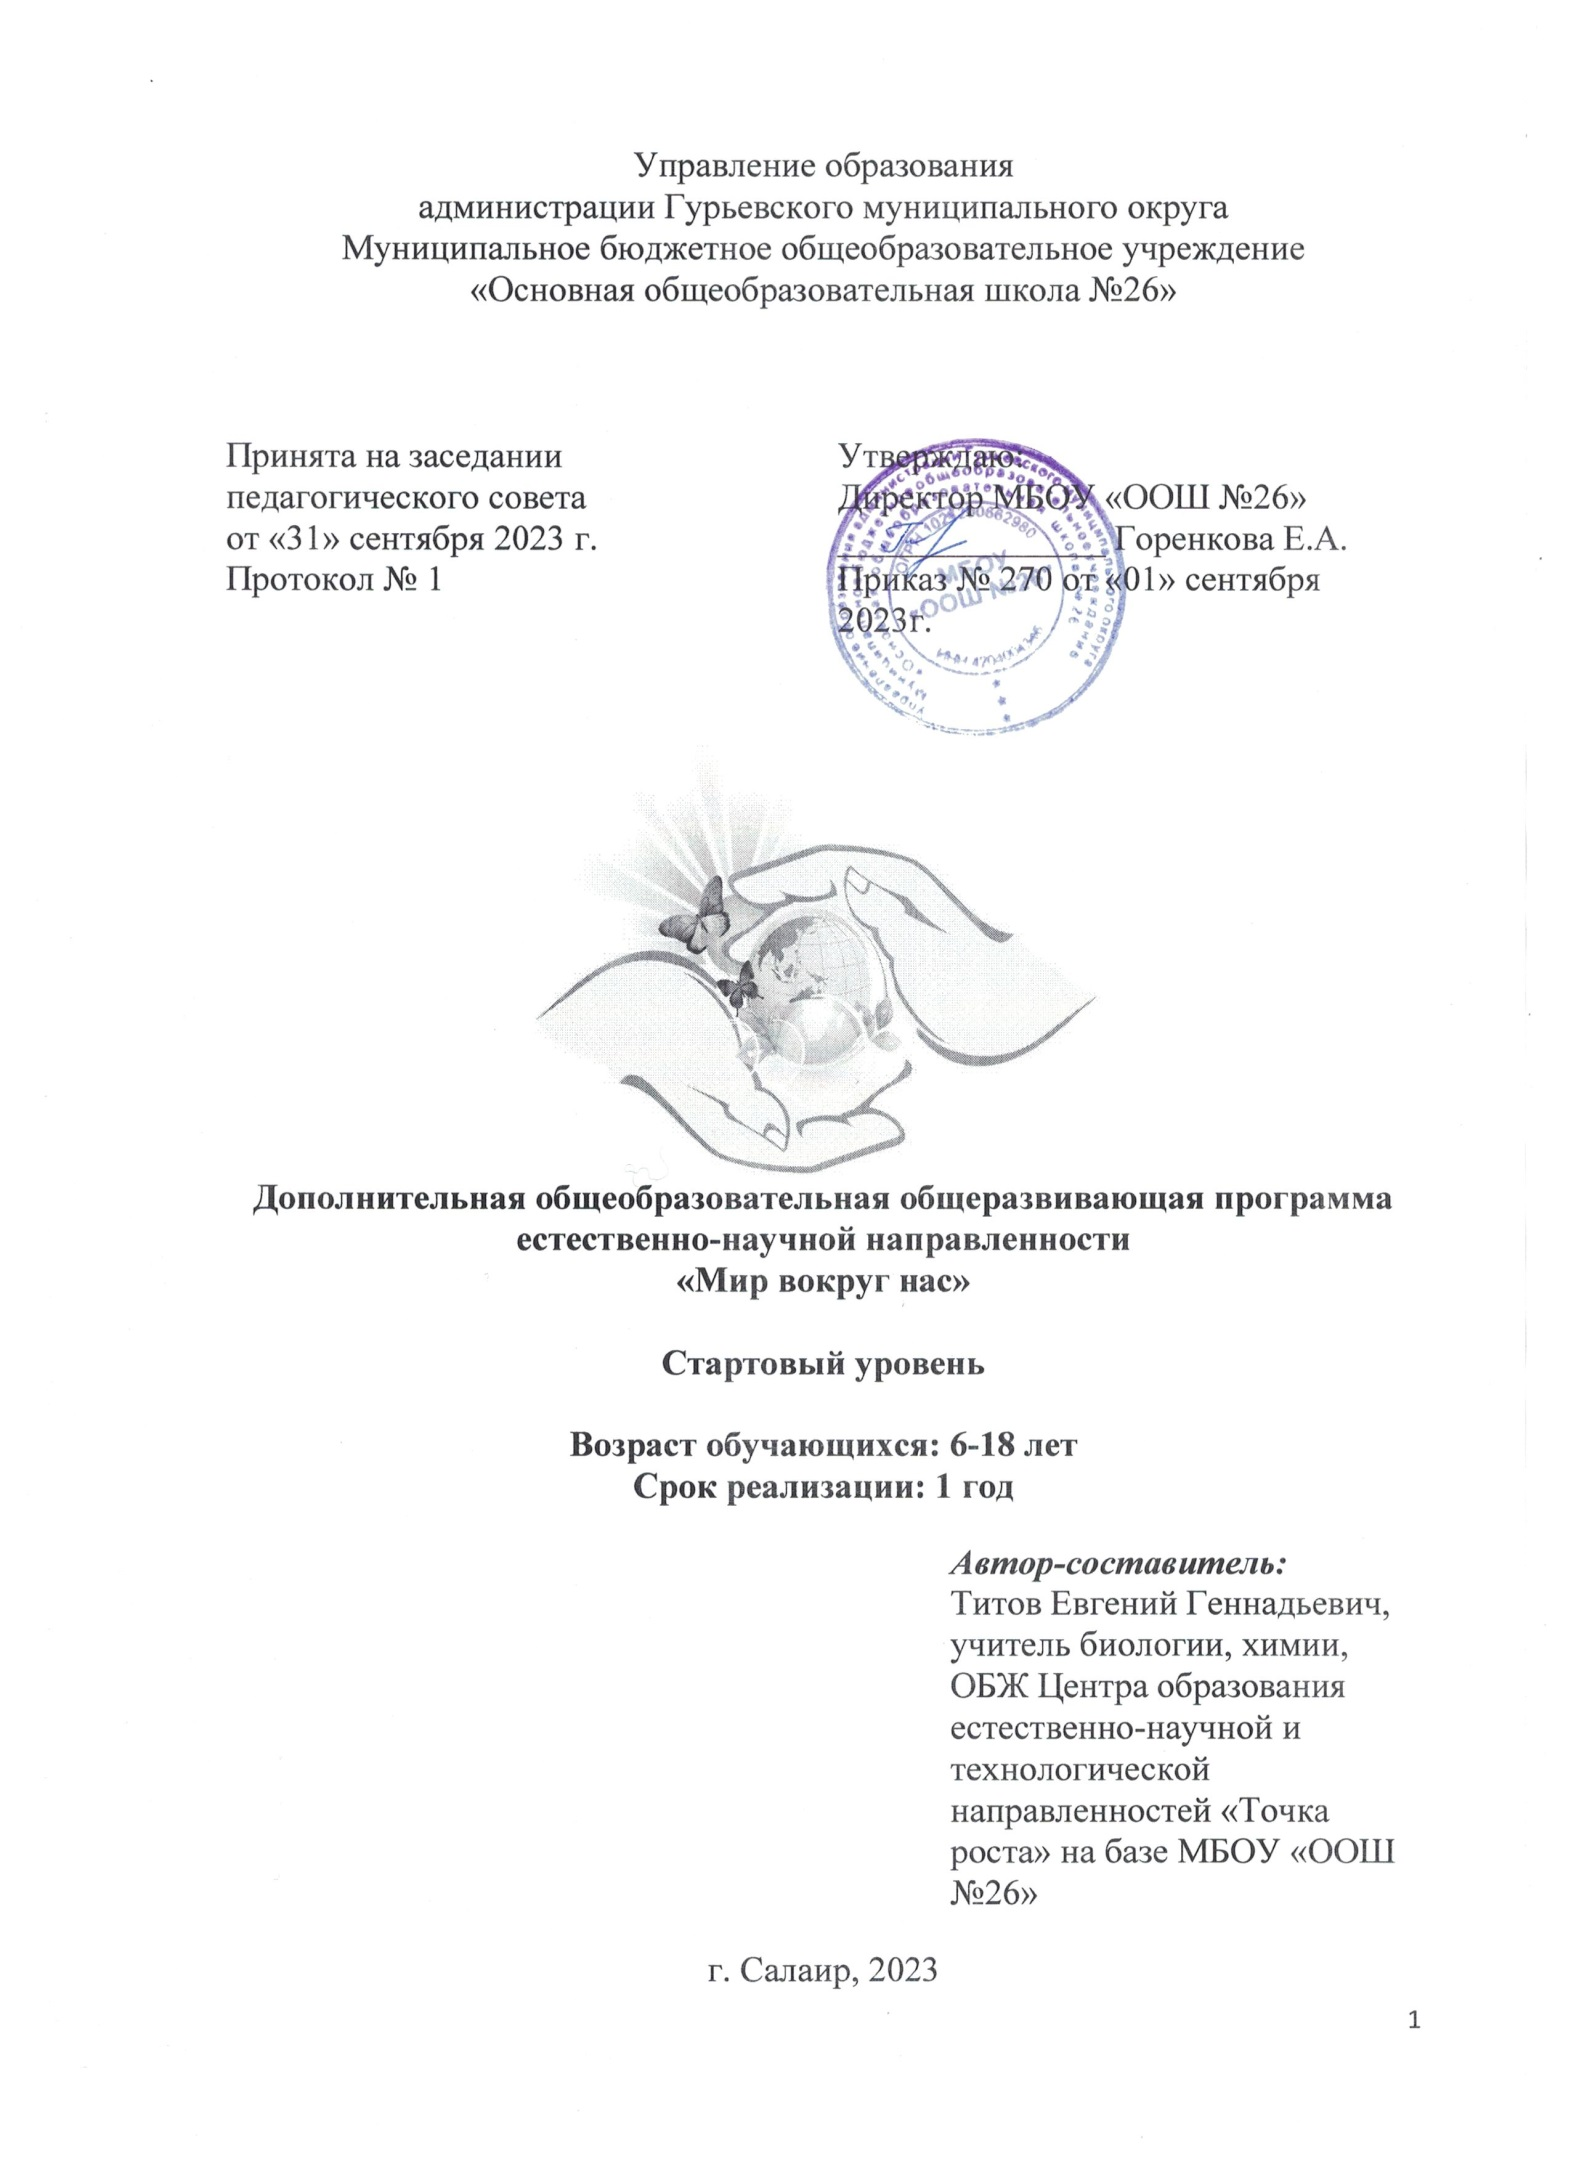 Управление образования
администрации Гурьевского муниципального округа
Муниципальное бюджетное общеобразовательное учреждение
«Основная общеобразовательная школа №26»
Принята на заседании
педагогического совета
от «31» сентября 2023 г.
Протокол № 1
Утверждаю:
Директор МБОУ «ООШ №26»
Горенкова Е.А.
Приказ № 270 от «01» сентября
2023г.
МБОУ
«ООШ №26»
Дополнительная общеобразовательная общеразвивающая программа
естественно-научной направленности
«Мир вокруг нас»
Стартовый уровень
Возраст обучающихся: 6-18 лет
Срок реализации: 1 год
Автор-составитель:
Титов Евгений Геннадьевич,
учитель биологии, химии,
ОБЖ Центра образования
естественно-научной и
технологической
направленностей «Точка
роста» на базе МБОУ «ООШ
№26»
г. Салаир, 2023
1